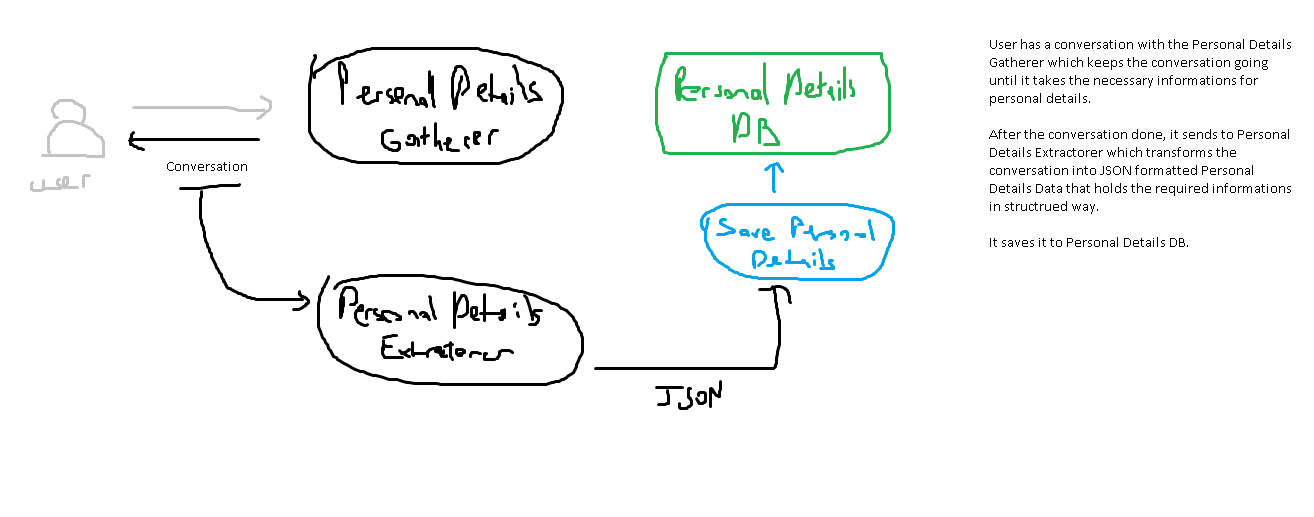 Personal Details
Gatherer
user
Conversation
Personal Details
DB
Save Personal
Details
Personal Details
Extratorer
JSON
User has a conversation with the Personal Details
Gatherer which keeps the conversation going
until it takes the necessary informations for
personal details.
After the conversation done, it sends to Personal
Details Extractorer which transforms the
conversation into JSON formatted Personal
Details Data that holds the required informations
in structrued way.
It saves it to Personal Details DB.